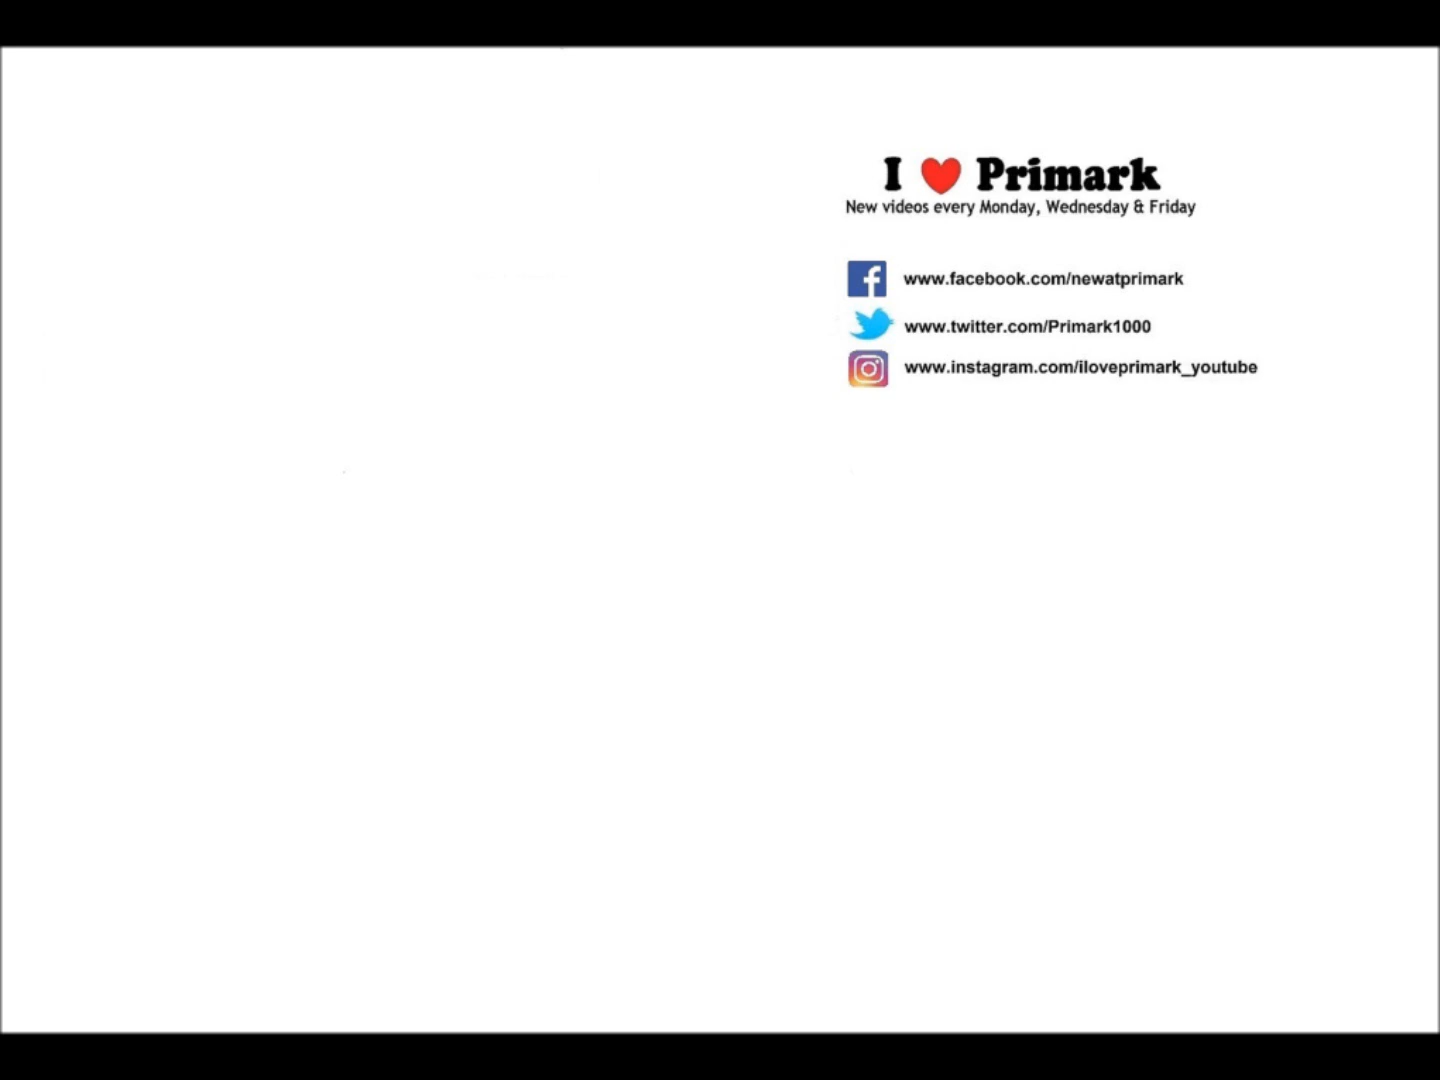 I ❤ Primark
New videos every Monday, Wednesday & Friday
www.facebook.com/newatprimark
www.twitter.com/Primark1000
www.instagram.com/iloveprimark_youtube